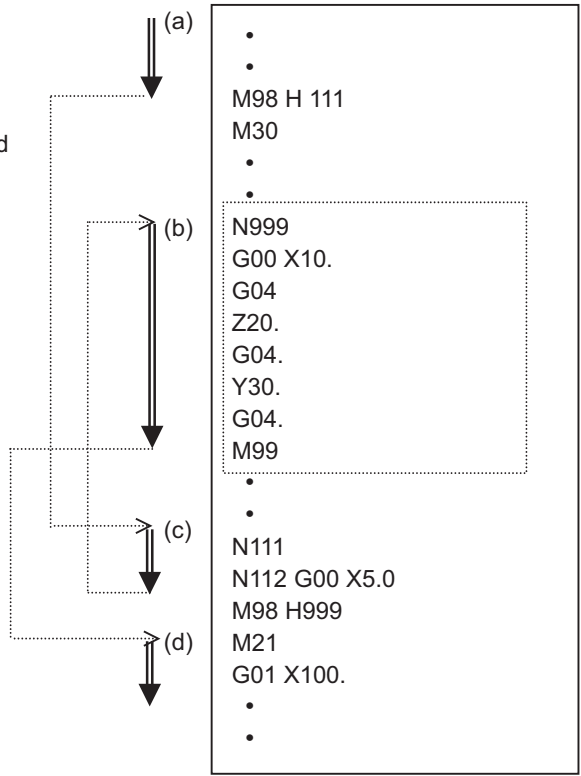 (a)
•
•
M98 H 111
M30
•
•
(b)
N999
G00 X10.
G04
Z20.
G04.
Y30.
G04.
M99
•
•
(c)
N111
N112 G00 X5.0
M98 H999
(d)
M21
G01 X100.
•
•